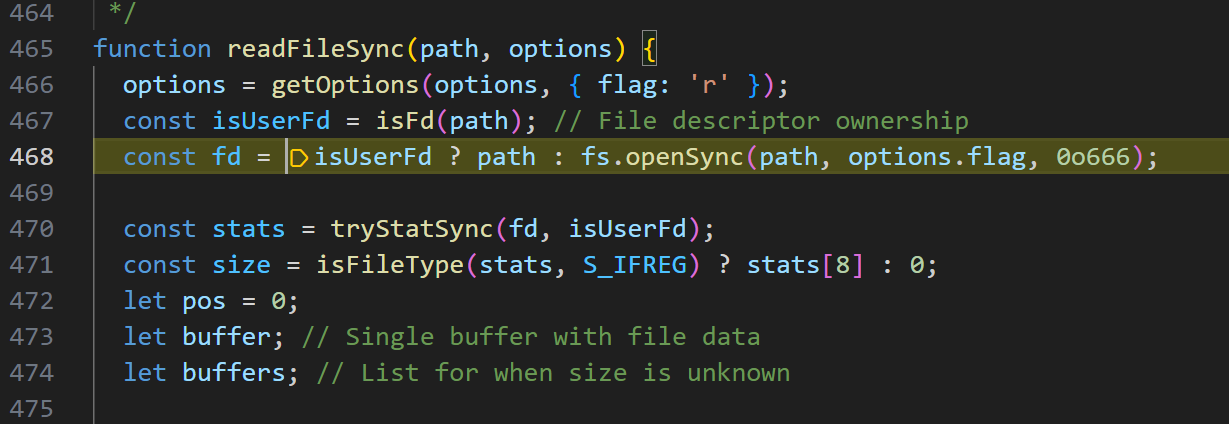 464 */
465 function readFileSync(path, options) {
466 options = getOptions(options, { flag: 'r' });
467 const isUserFd = isFd(path); // File descriptor ownership
468 const fd = isUserFd ? path : fs.openSync(path, options.flag, 0o666);
469
470 const stats = tryStatSync(fd, isUserFd);
471 const size = isFileType(stats, S_IFREG) ? stats[8] : 0;
472 let pos = 0;
473 let buffer; // Single buffer with file data
474 let buffers; // List for when size is unknown
475